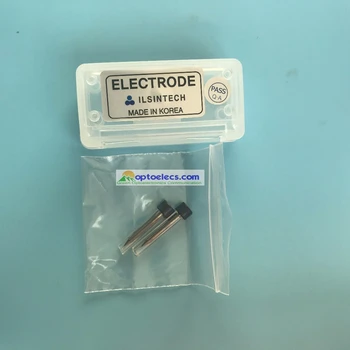 ELECTRODE
ILSINTECH
MADE IN KOREA
PASS
Q.A
optoelecs.com